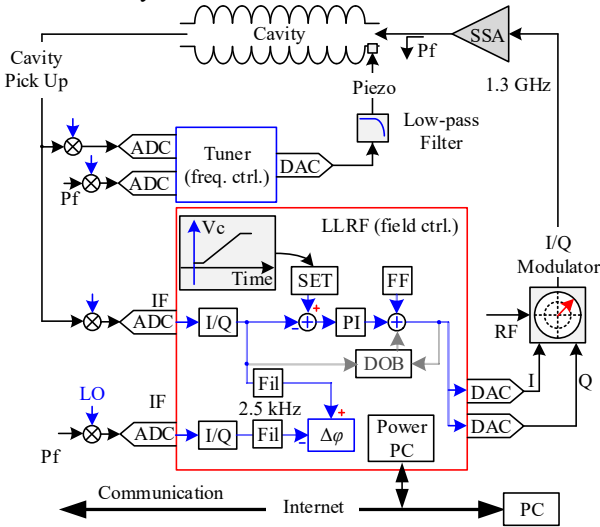 Cavity
SSA
Pf
Cavity
Pick Up
1.3 GHz
Piezo
Low-pass
Filter
ADC
Tuner
(freq. ctrl.)
DAC
ADC
Pf
LLRF (field ctrl.)
Vc
Time
SET
FF
I/Q
Modulator
IF
ADC
I/Q
+
-
PI
RF
DOB
LO
IF
Fil
2.5 kHz
+
DAC
I
Q
ADC
I/Q
Fil
-
Δφ
Power
PC
DAC
Pf
Communication
Internet
PC